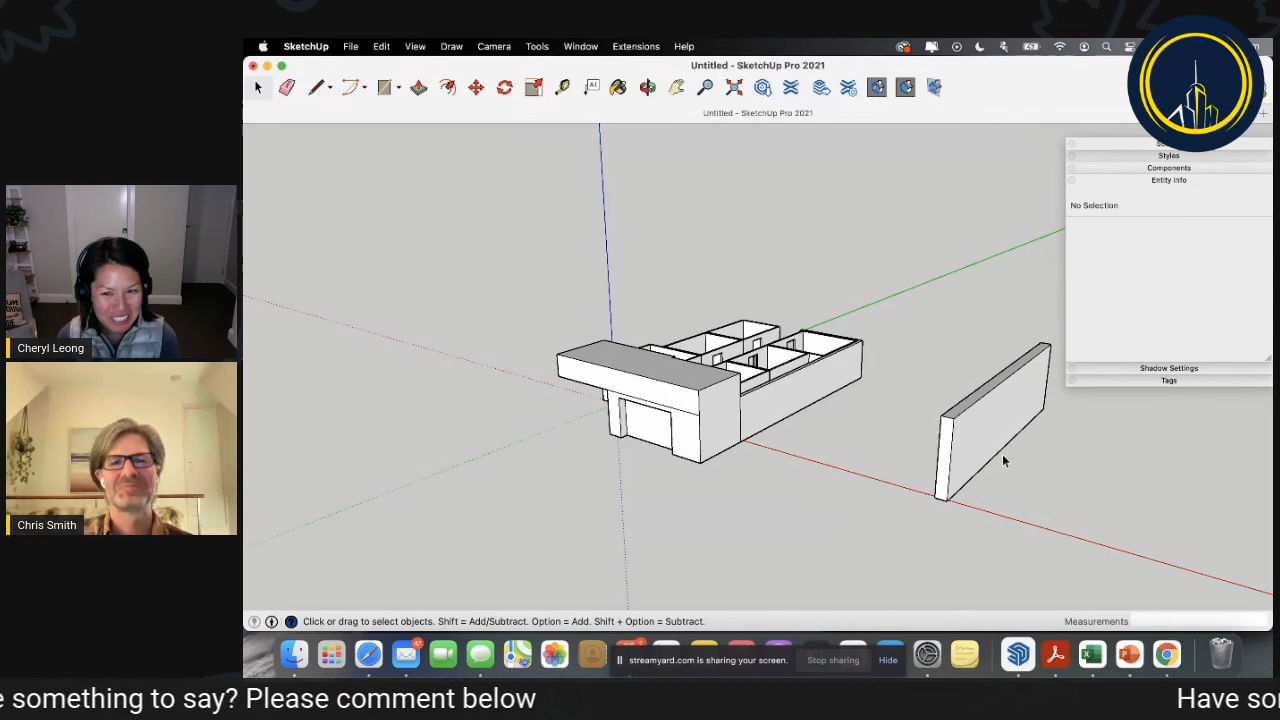 SketchUp File Edit View Draw Camera Tools Window Extensions Help
Untitled - SketchUp Pro 2021
Untitled - SketchUp Pro 2021
Styles
Components
Entity Info
No Selection
Shadow Settings
Tags
Cheryl Leong
Chris Smith
Click or drag to select objects. Shift = Add/Subtract. Option = Add. Shift + Option = Subtract.
Measurements
streamyard.com is sharing your screen. Stop sharing Hide
e something to say? Please comment below
Have sor